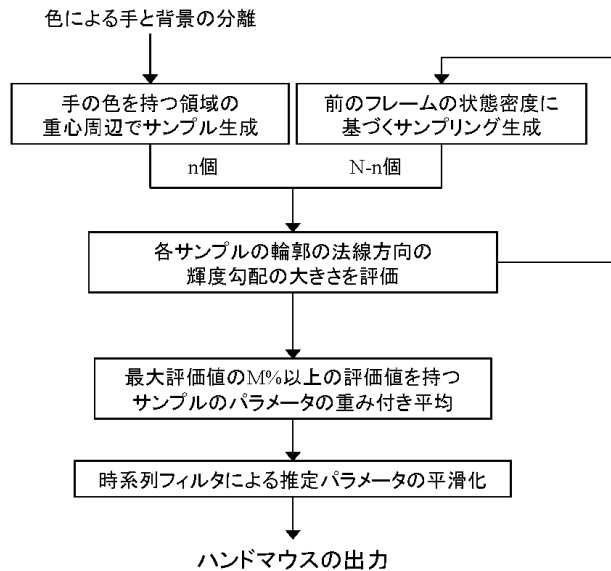 色による手と背景の分離
手の色を持つ領域の
重心周辺でサンプル生成
前のフレームの状態密度に
基づくサンプリング生成
n個
N-n個
各サンプルの輪郭の法線方向の
輝度勾配の大きさを評価
最大評価値のM%以上の評価値を持つ
サンプルのパラメータの重み付き平均
時系列フィルタによる推定パラメータの平滑化
ハンドマウスの出力